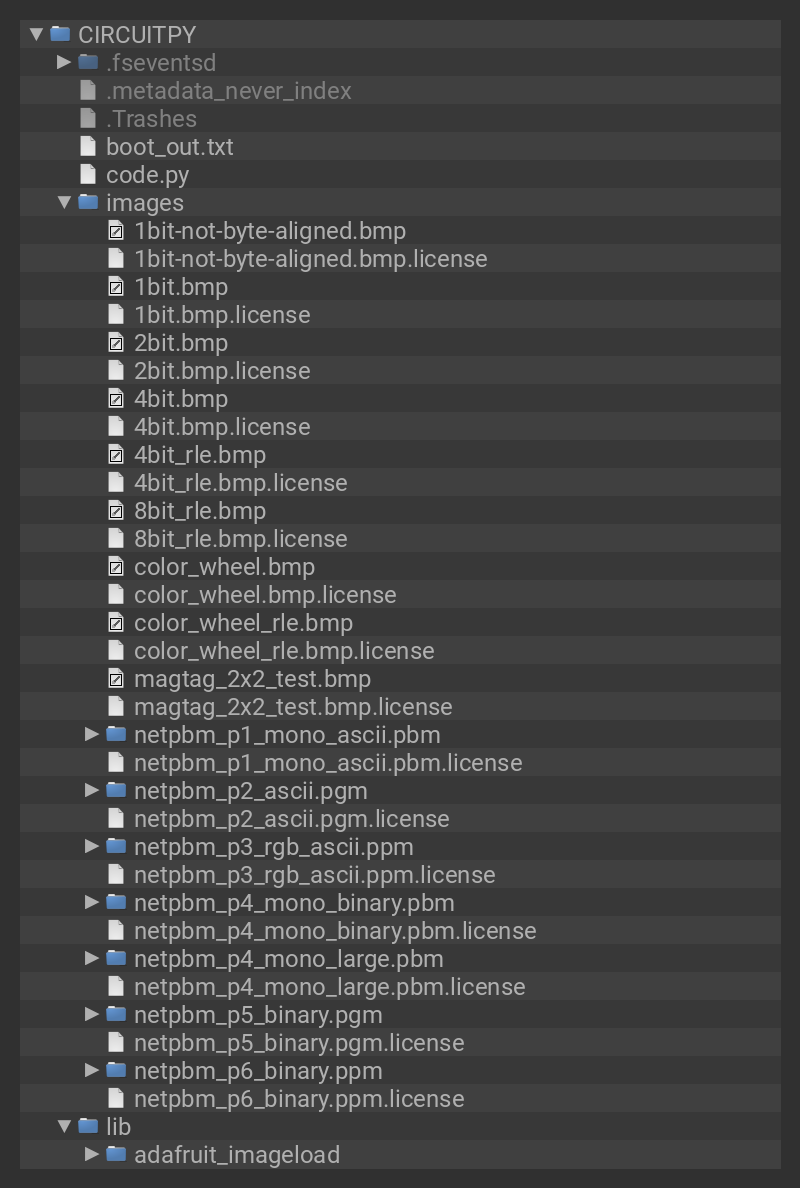 CIRCUITPY
.fseventsd
.metadata_never_index
.Trashes
boot_out.txt
code.py
images
1bit-not-byte-aligned.bmp
1bit-not-byte-aligned.bmp.license
1bit.bmp
1bit.bmp.license
2bit.bmp
2bit.bmp.license
4bit.bmp
4bit.bmp.license
4bit_rle.bmp
4bit_rle.bmp.license
8bit_rle.bmp
8bit_rle.bmp.license
color_wheel.bmp
color_wheel.bmp.license
color_wheel_rle.bmp
color_wheel_rle.bmp.license
magtag_2x2_test.bmp
magtag_2x2_test.bmp.license
netpbm_p1_mono_ascii.pbm
netpbm_p1_mono_ascii.pbm.license
netpbm_p2_ascii.pgm
netpbm_p2_ascii.pgm.license
netpbm_p3_rgb_ascii.ppm
netpbm_p3_rgb_ascii.ppm.license
netpbm_p4_mono_binary.pbm
netpbm_p4_mono_binary.pbm.license
netpbm_p4_mono_large.pbm
netpbm_p4_mono_large.pbm.license
netpbm_p5_binary.pgm
netpbm_p5_binary.pgm.license
netpbm_p6_binary.ppm
netpbm_p6_binary.ppm.license
lib
adafruit_imageload